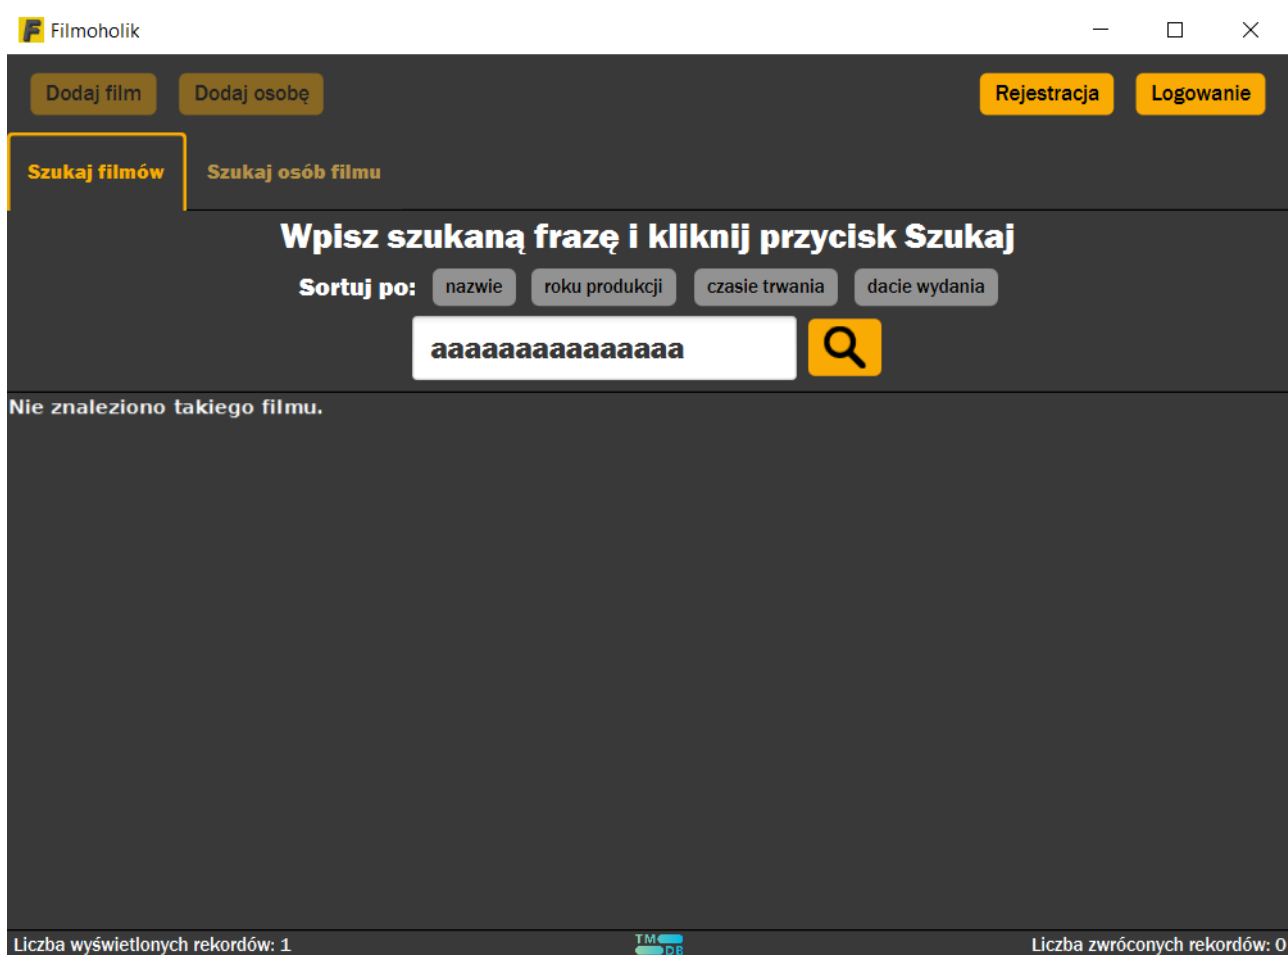 Filmoholik
Dodaj film Dodaj osobę Rejestracja Logowanie
Szukaj filmów Szukaj osób filmu
Wpisz szukaną frazę i kliknij przycisk Szukaj
Sortuj po: nazwie roku produkcji czasie trwania dacie wydania
aaaaaaaaaaaaaaa
Nie znaleziono takiego filmu.
Liczba wyświetlonych rekordów: 1 TM DB Liczba zwróconych rekordów: 0